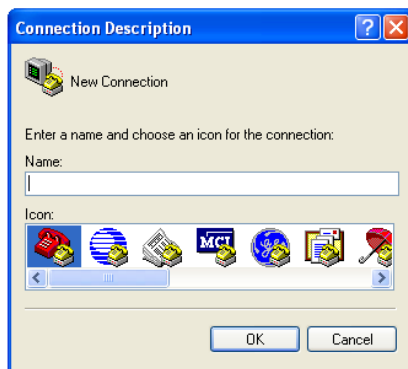 Connection Description
New Connection
Enter a name and choose an icon for the connection:
Name:
Icon:
MCI
OK
Cancel